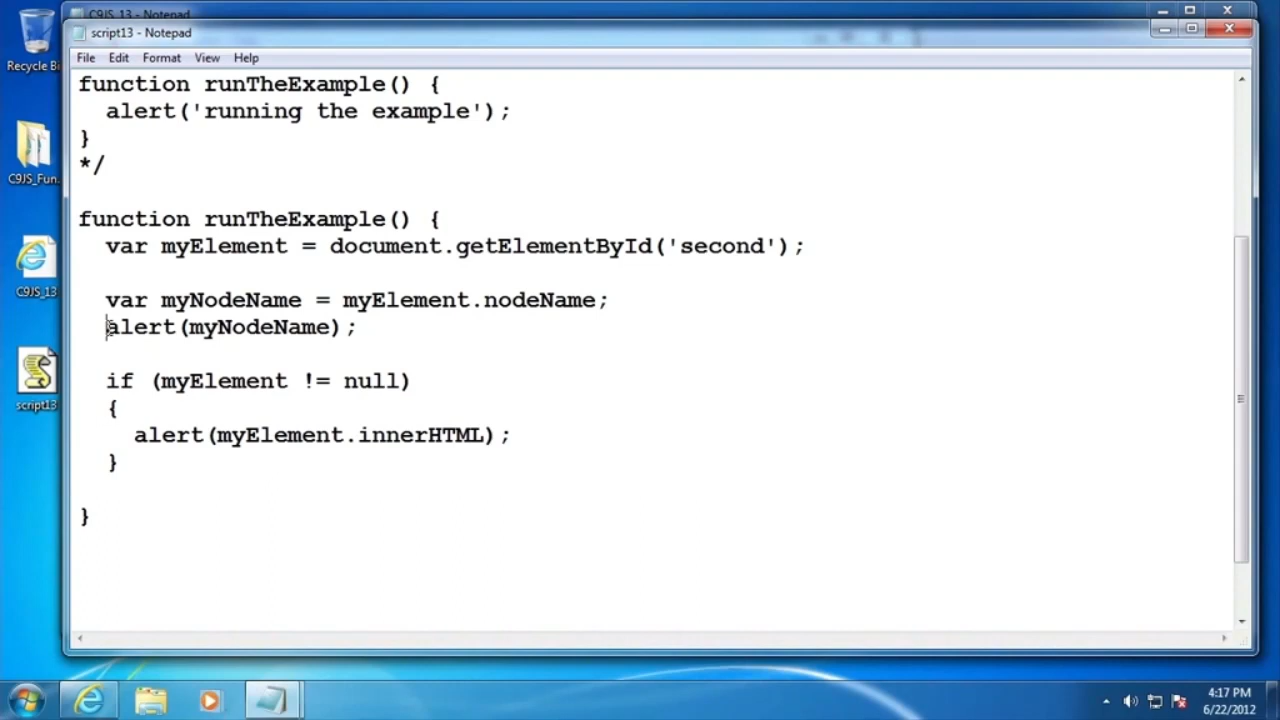 C9JS_13 - Notepad
script13 - Notepad
File Edit Format View Help
Recycle Bi
C9JS_Fun.
C9JS_13
script13
function runTheExample() {
  alert('running the example');
}
*/
function runTheExample() {
  var myElement = document.getElementById('second');
  var myNodeName = myElement.nodeName;
  alert(myNodeName);
  if (myElement != null)
  {
    alert(myElement.innerHTML);
  }
}
4:17 PM
6/22/2012